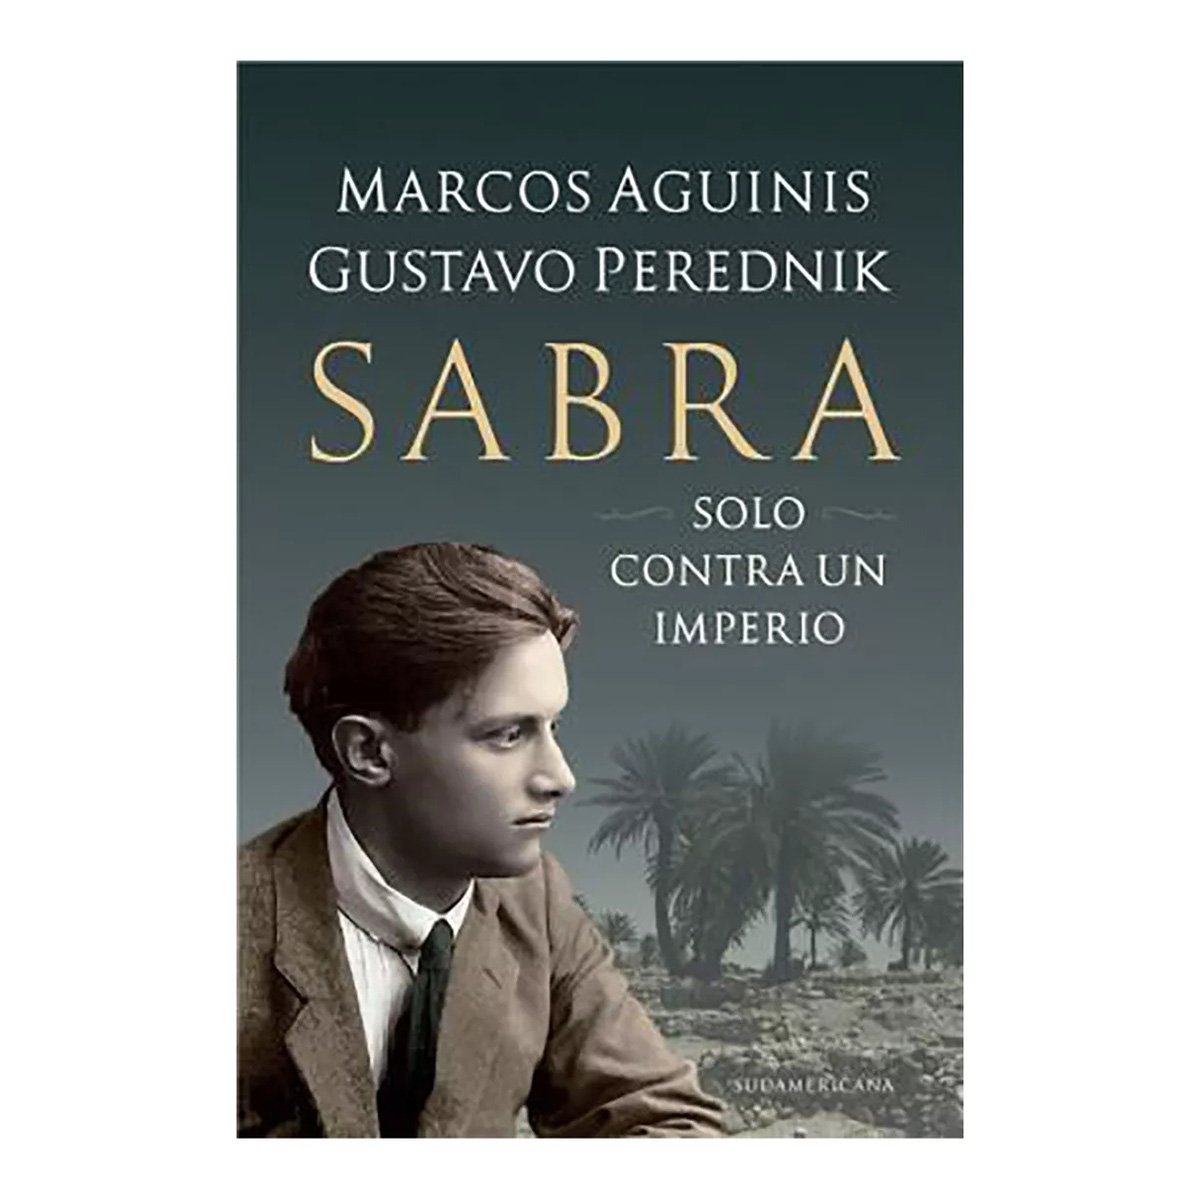 MARCOS AGUINIS
GUSTAVO PEREDNIK
SABRA
SOLO
CONTRA UN
IMPERIO
SUDAMERICANA